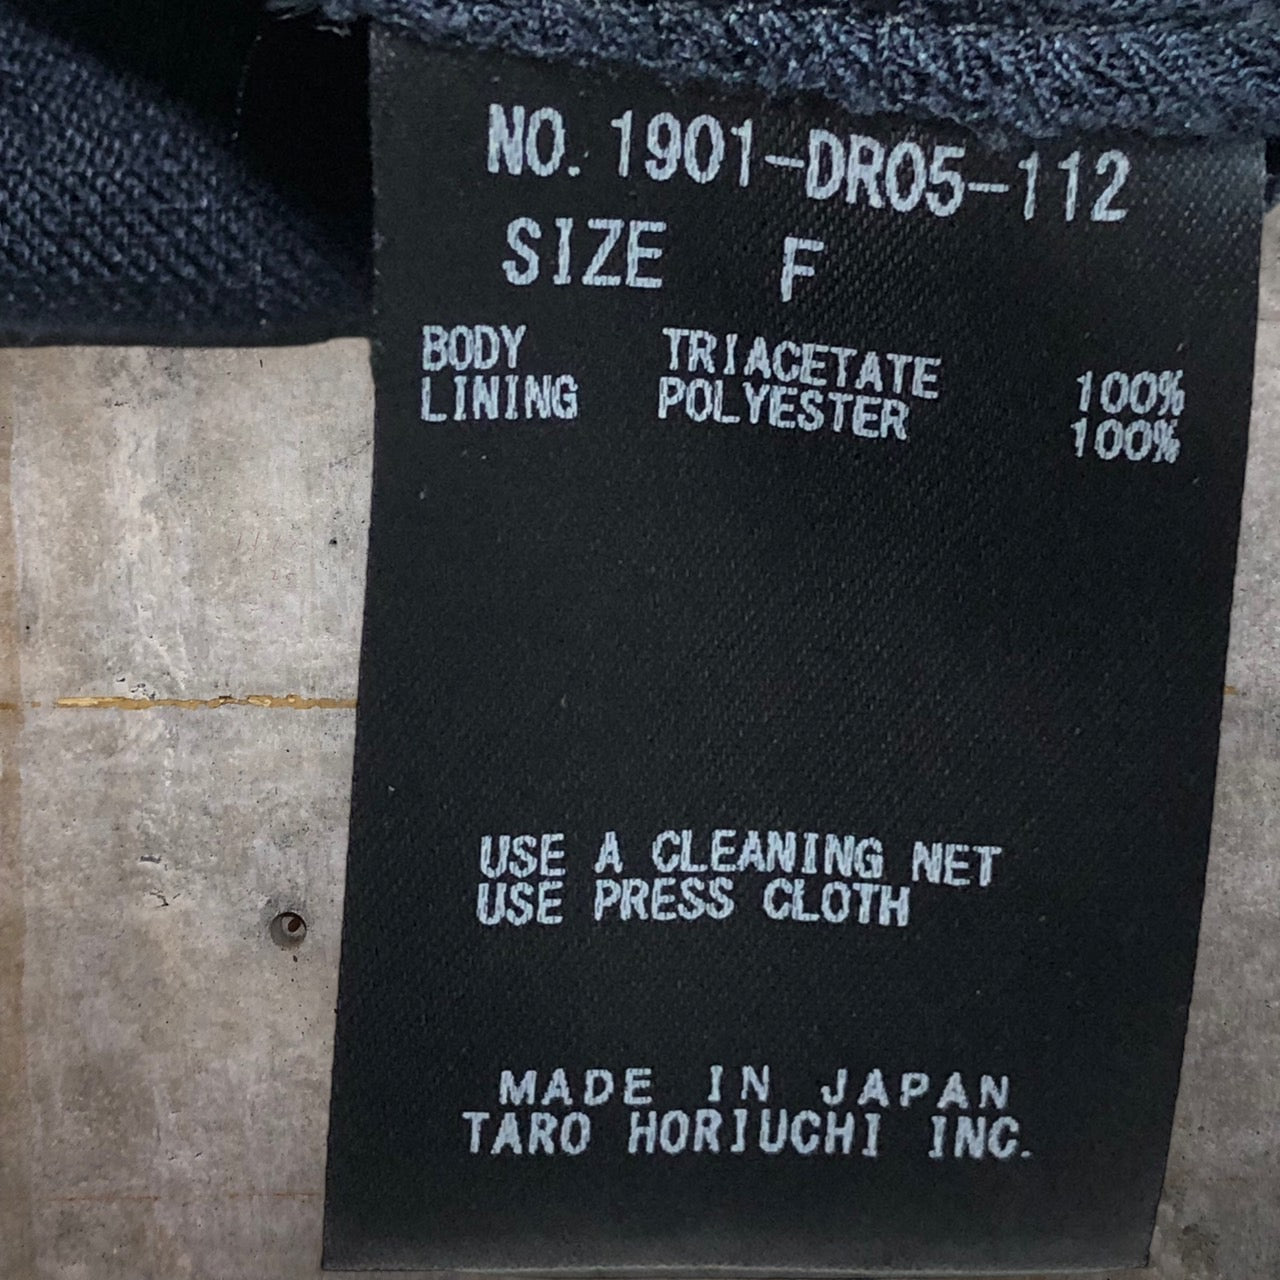 NO. 1901-DR05-112
SIZE F
BODY TRIACETATE 100%
LINING POLYESTER 100%
USE A CLEANING NET
USE PRESS CLOTH
MADE IN JAPAN
TARO HORIUCHI INC.